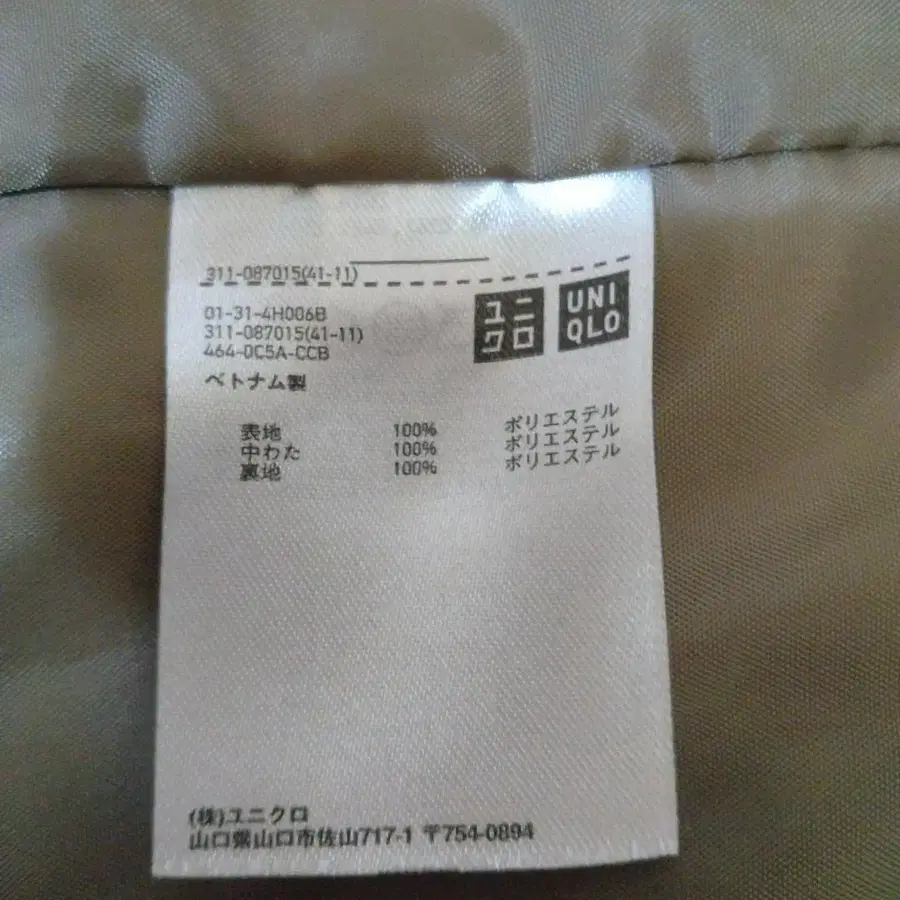 311-087015(41-11)
01-31-4H006B
311-087015(41-11)
464-0C5A-CCB
ベトナム製
ユニクロ
UNIQLO
表地 100% ポリエステル
中わた 100% ポリエステル
裏地 100% ポリエステル
(株)ユニクロ
山口県山口市佐山717-1 〒754-0894